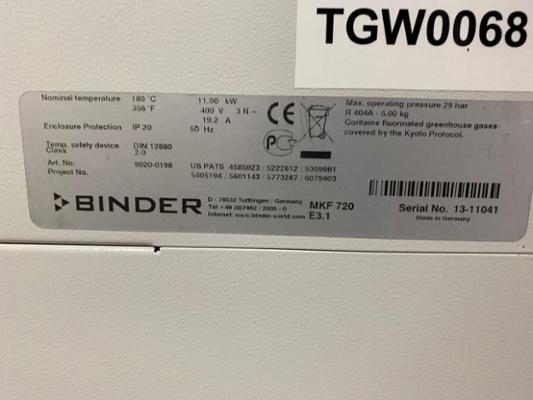 TGW0068
Nominal temperature 180 °C 11.00 kW
356 °F 400 V 3 N ~
19.2 A
Enclosure Protection IP 20 50 Hz
Temp. safety device DIN 12880
Class 2.0
Art. No. 9020-0198
Project No.
US PATS 4585923 / 5222612 / 5309981
5405194 / 5601143 / 5773287 / 6079403
CE
PG
Max. operating pressure 29 bar
R 404A - 5,00 kg
Contains fluorinated greenhouse gases
covered by the Kyoto Protocol.
BINDER
D - 78532 Tuttlingen / Germany
Tel + 49 (0)7462 / 2005 - 0
Internet: www.binder-world.com
MKF 720
E3.1
Serial No. 13-11041
Made in Germany